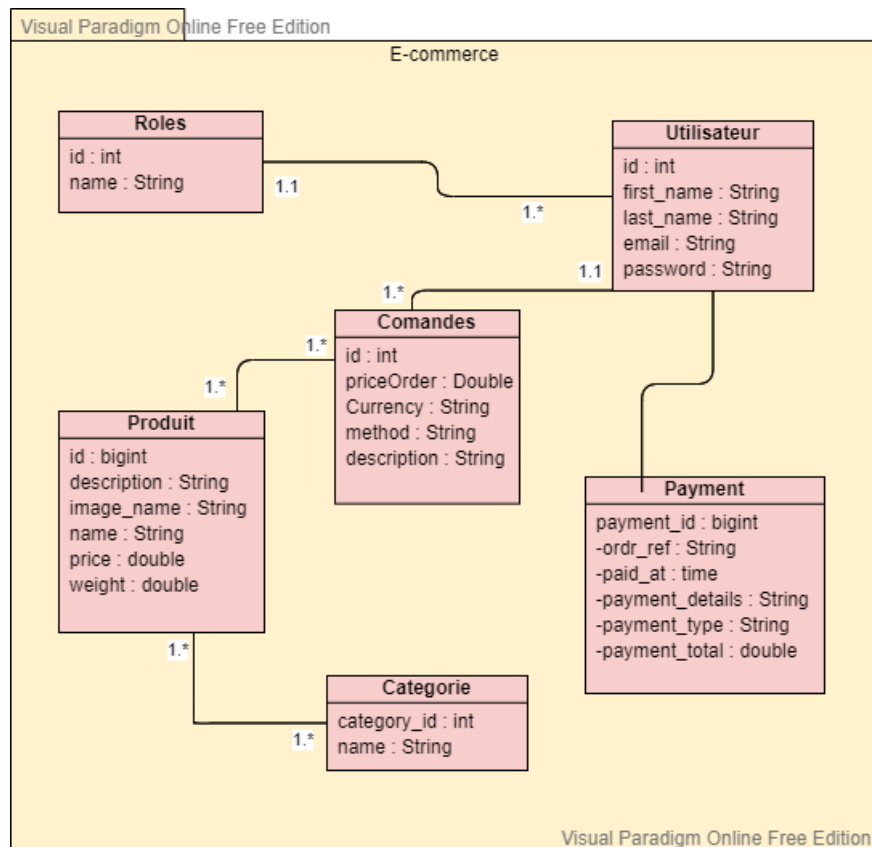 Visual Paradigm Online Free Edition
E-commerce
Roles
id : int
name : String
1.1
1.*
Utilisateur
id : int
first_name : String
last_name : String
email : String
password : String
1.1
1.*
Comandes
id : int
priceOrder : Double
Currency : String
method : String
description : String
1.*
1.*
Produit
id : bigint
description : String
image_name : String
name : String
price : double
weight : double
Payment
payment_id : bigint
-ordr_ref : String
-paid_at : time
-payment_details : String
-payment_type : String
-payment_total : double
1.*
1.*
Categorie
category_id : int
name : String
Visual Paradigm Online Free Edition